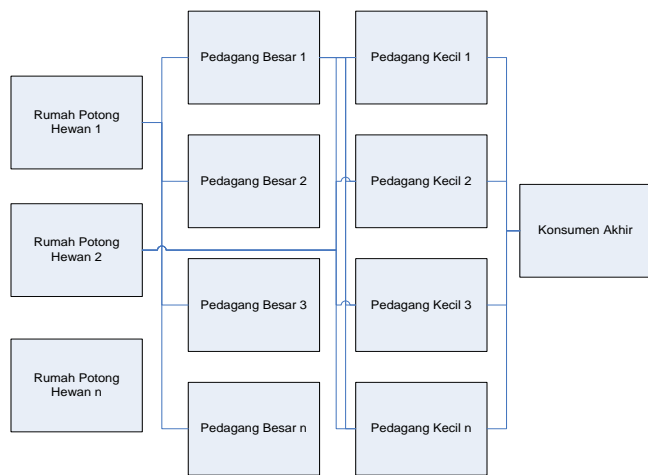 Rumah Potong
Hewan 1
Rumah Potong
Hewan 2
Rumah Potong
Hewan n
Pedagang Besar 1
Pedagang Besar 2
Pedagang Besar 3
Pedagang Besar n
Pedagang Kecil 1
Pedagang Kecil 2
Pedagang Kecil 3
Pedagang Kecil n
Konsumen Akhir